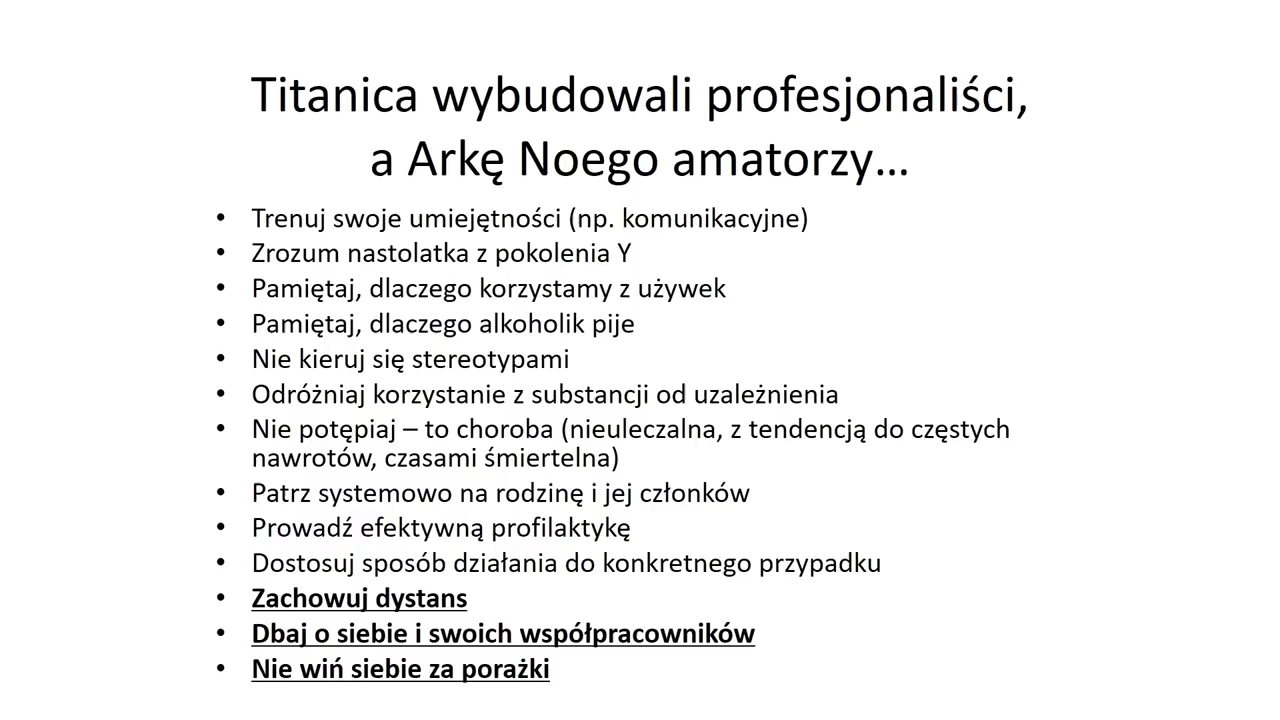 Titanica wybudowali profesjonaliści,
a Arkę Noego amatorzy...
• Trenuj swoje umiejętności (np. komunikacyjne)
• Zrozum nastolatka z pokolenia Y
• Pamiętaj, dlaczego korzystamy z używek
• Pamiętaj, dlaczego alkoholik pije
• Nie kieruj się stereotypami
• Odróżniaj korzystanie z substancji od uzależnienia
• Nie potępiaj – to choroba (nieuleczalna, z tendencją do częstych
nawrotów, czasami śmiertelna)
• Patrz systemowo na rodzinę i jej członków
• Prowadź efektywną profilaktykę
• Dostosuj sposób działania do konkretnego przypadku
• Zachowuj dystans
• Dbaj o siebie i swoich współpracowników
• Nie wiń siebie za porażki